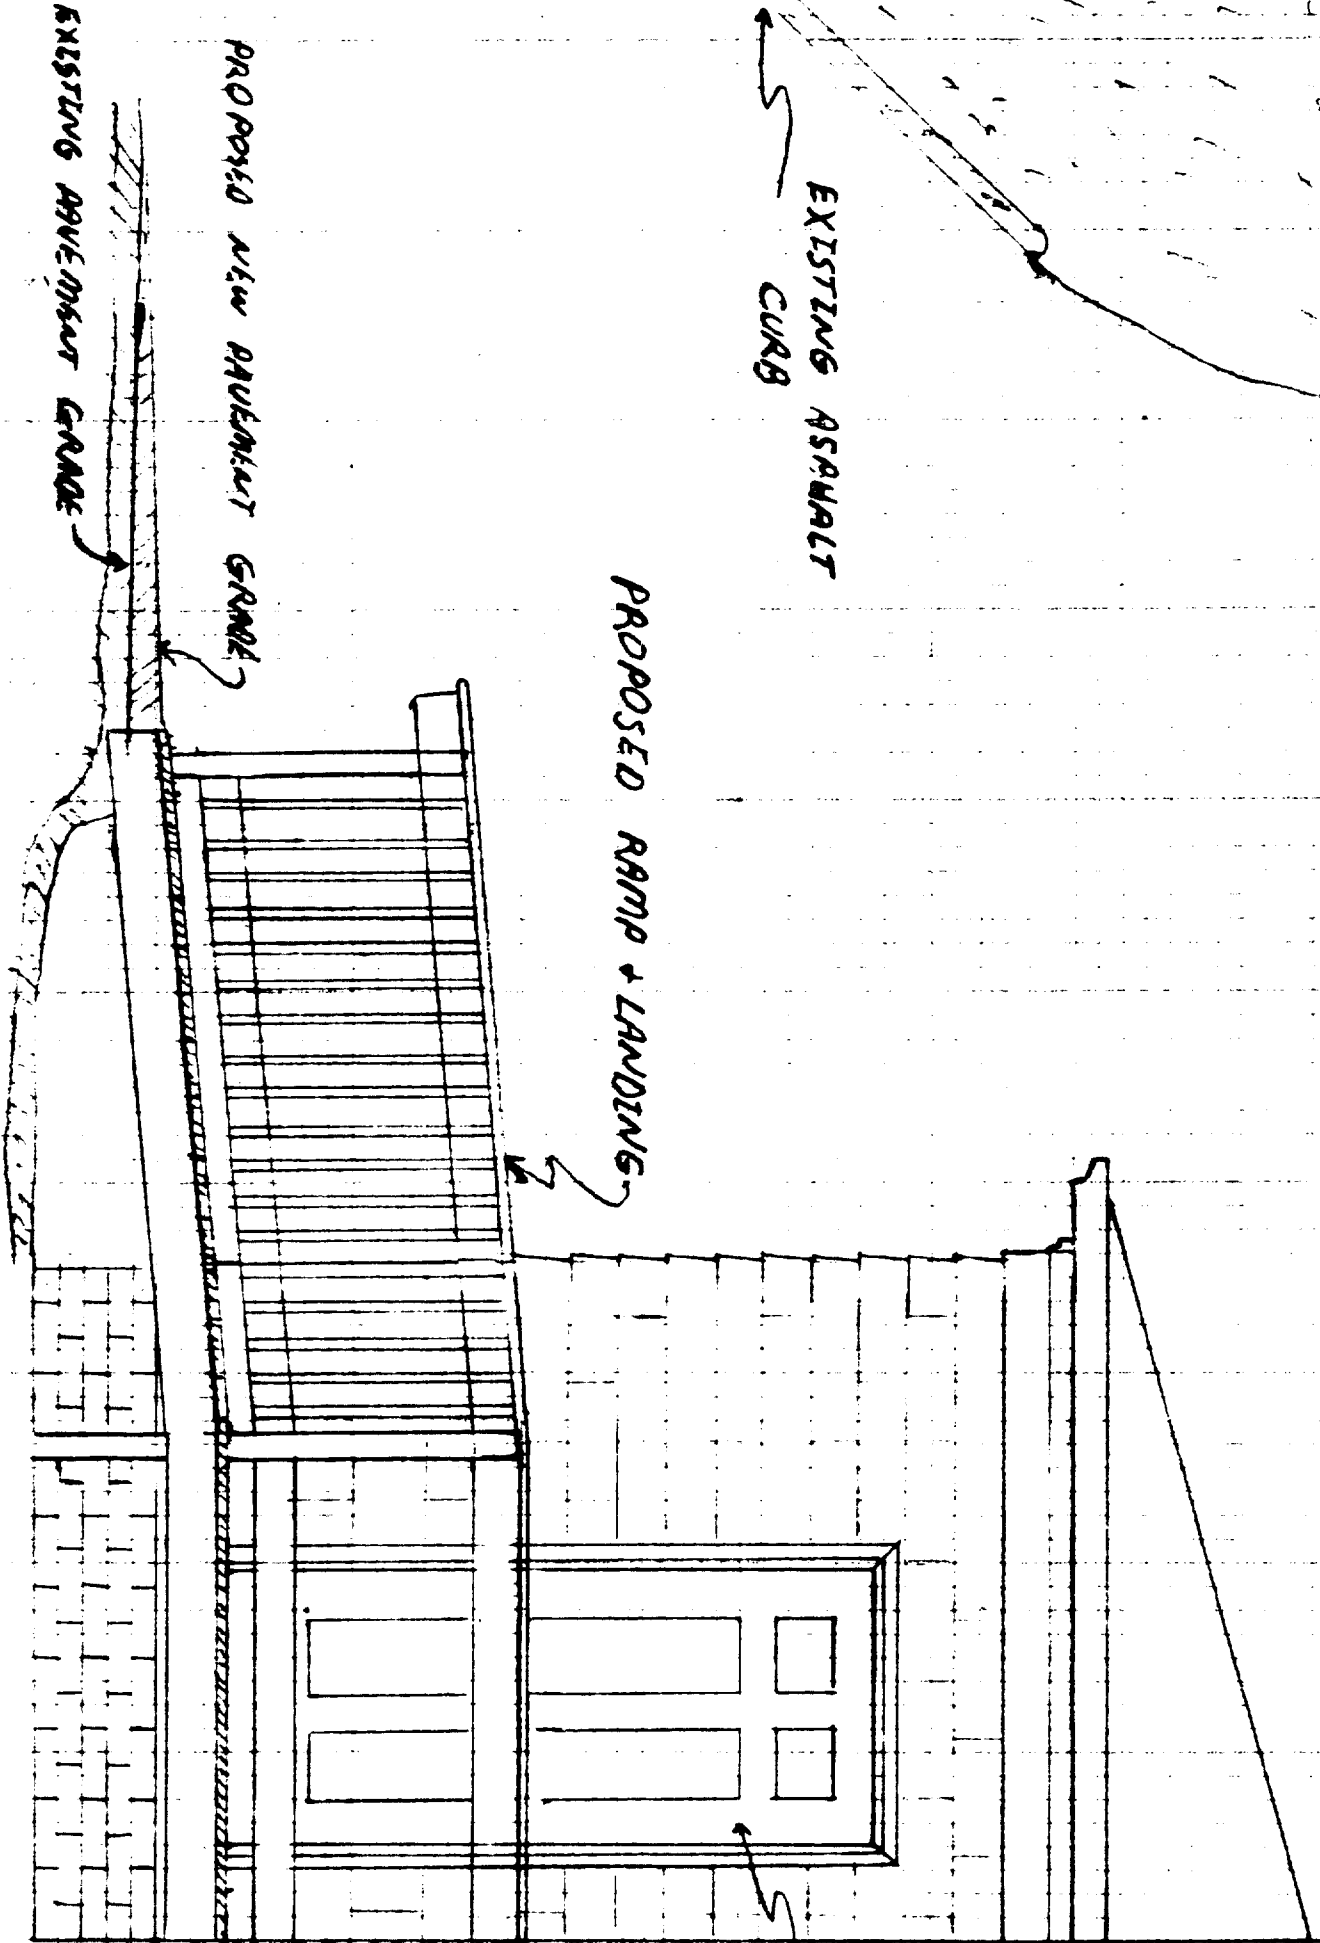 EXISTING ASPHALT
CURB
PROPOSED RAMP + LANDING
PROPOSED NEW PAVEMENT GRADE
EXISTING PAVEMENT GRADE